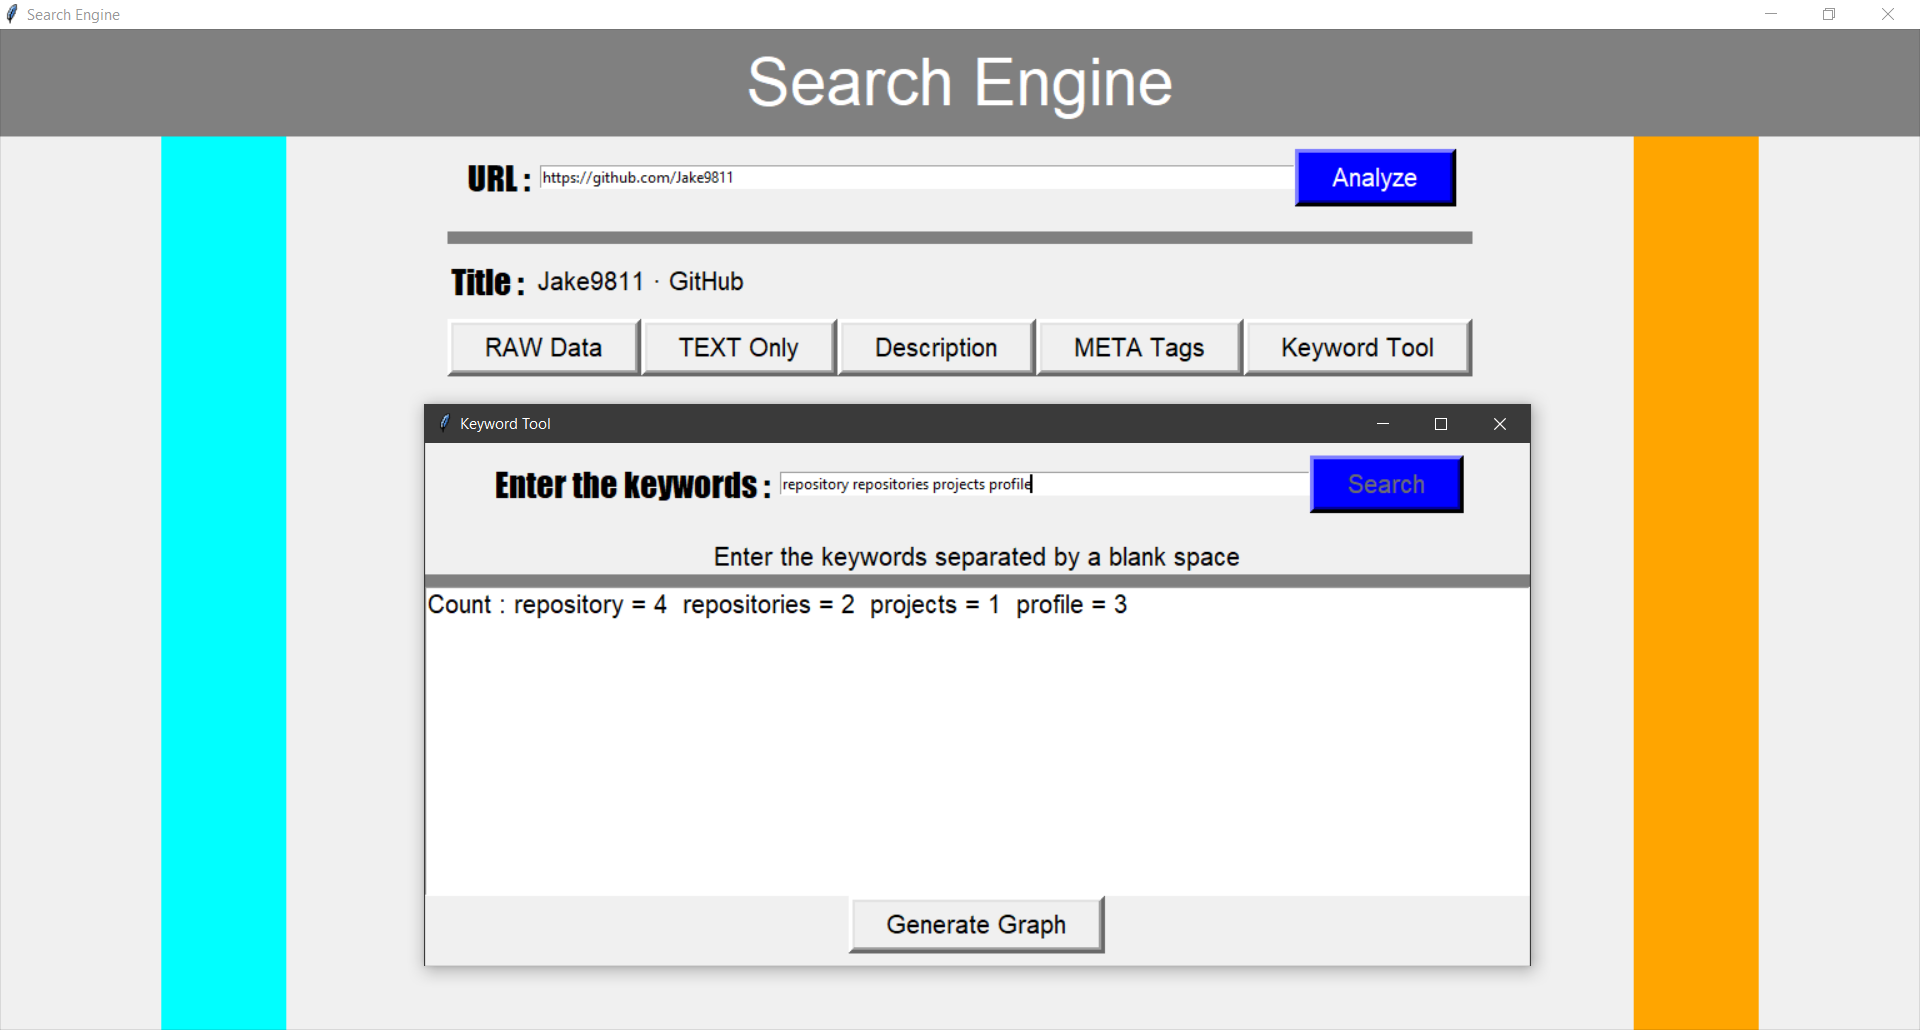 Search Engine
Search Engine
URL : https://github.com/Jake9811 Analyze
Title : Jake9811 · GitHub
RAW Data TEXT Only Description META Tags Keyword Tool
Keyword Tool
Enter the keywords : repository repositories projects profile Search
Enter the keywords separated by a blank space
Count : repository = 4 repositories = 2 projects = 1 profile = 3
Generate Graph